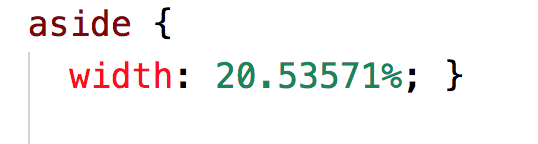 aside {
width: 20.53571%; }